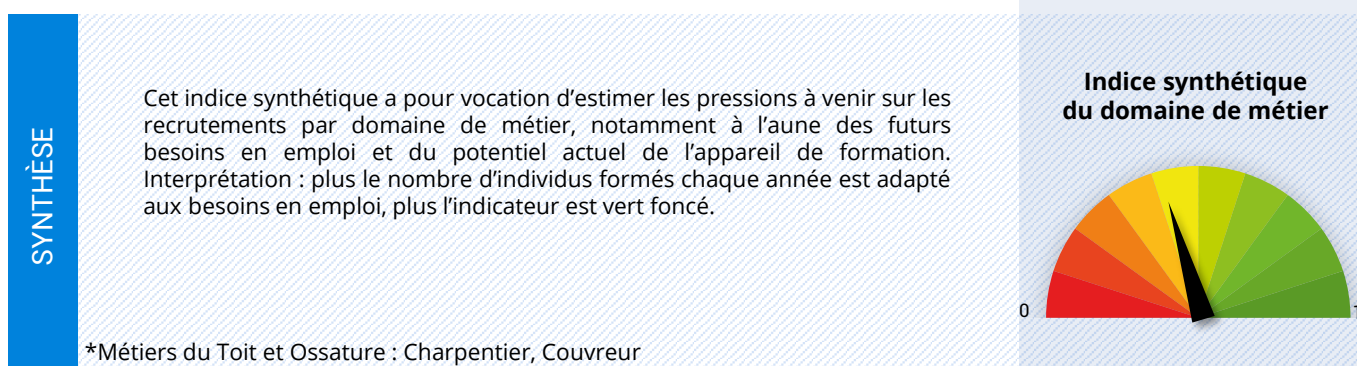 SYNTHÈSE
Cet indice synthétique a pour vocation d’estimer les pressions à venir sur les
recrutements par domaine de métier, notamment à l’aune des futurs
besoins en emploi et du potentiel actuel de l’appareil de formation.
Interprétation : plus le nombre d’individus formés chaque année est adapté
aux besoins en emploi, plus l’indicateur est vert foncé.
*Métiers du Toit et Ossature : Charpentier, Couvreur
Indice synthétique
du domaine de métier
0